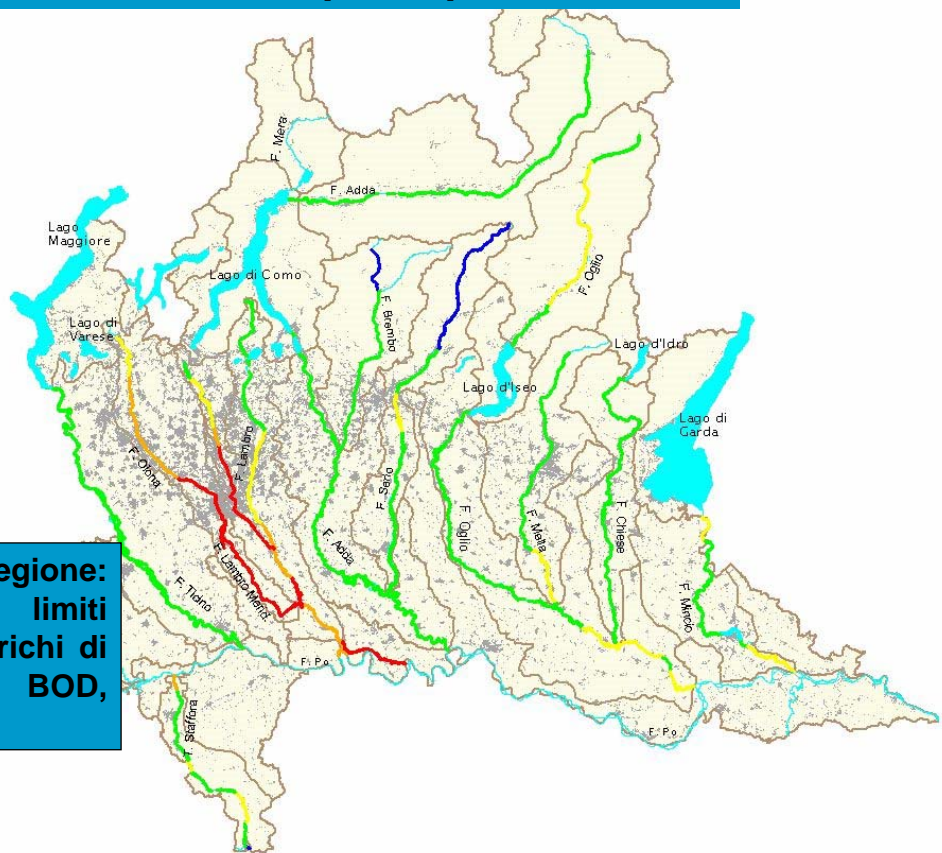 F. Mera
F. Adda
Lago
Maggiore
Lago di Como
F. Oglio
F. Brembo
Lago di
Varese
Lago d'Idro
Lago d'Iseo
Lago di
Garda
F. Olona
F. Lambro
F. Serio
F. Oglio
F. Mella
F. Chiese
F. Adda
F. Lambro Merid.
F. Ticino
F. Mincio
F. Po
F. Po
F. Staffora
egione:
limiti
richi di
BOD,